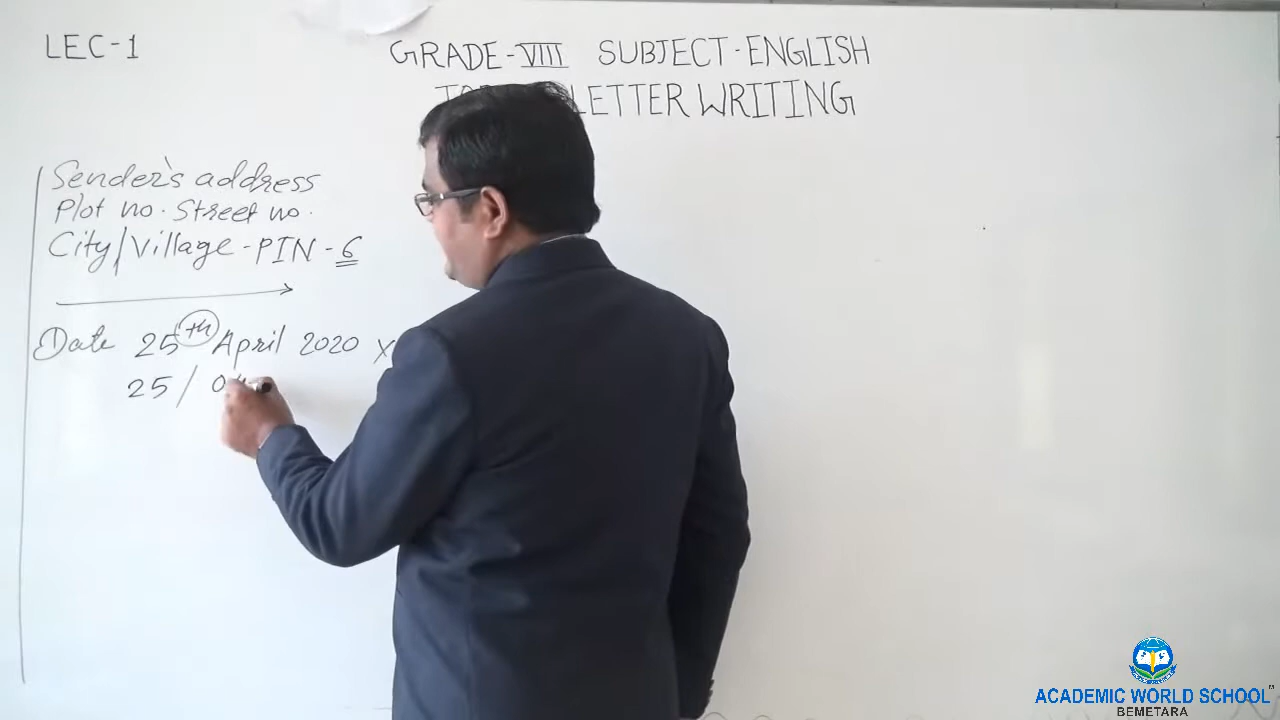 LEC-1
GRADE-VIII SUBJECT-ENGLISH
LETTER WRITING
Sender's address
Plot no. Street no.
City/Village - PIN - 6
Date 25th April 2020 x
25/ 04
ACADEMIC WORLD SCHOOL
BEMETARA